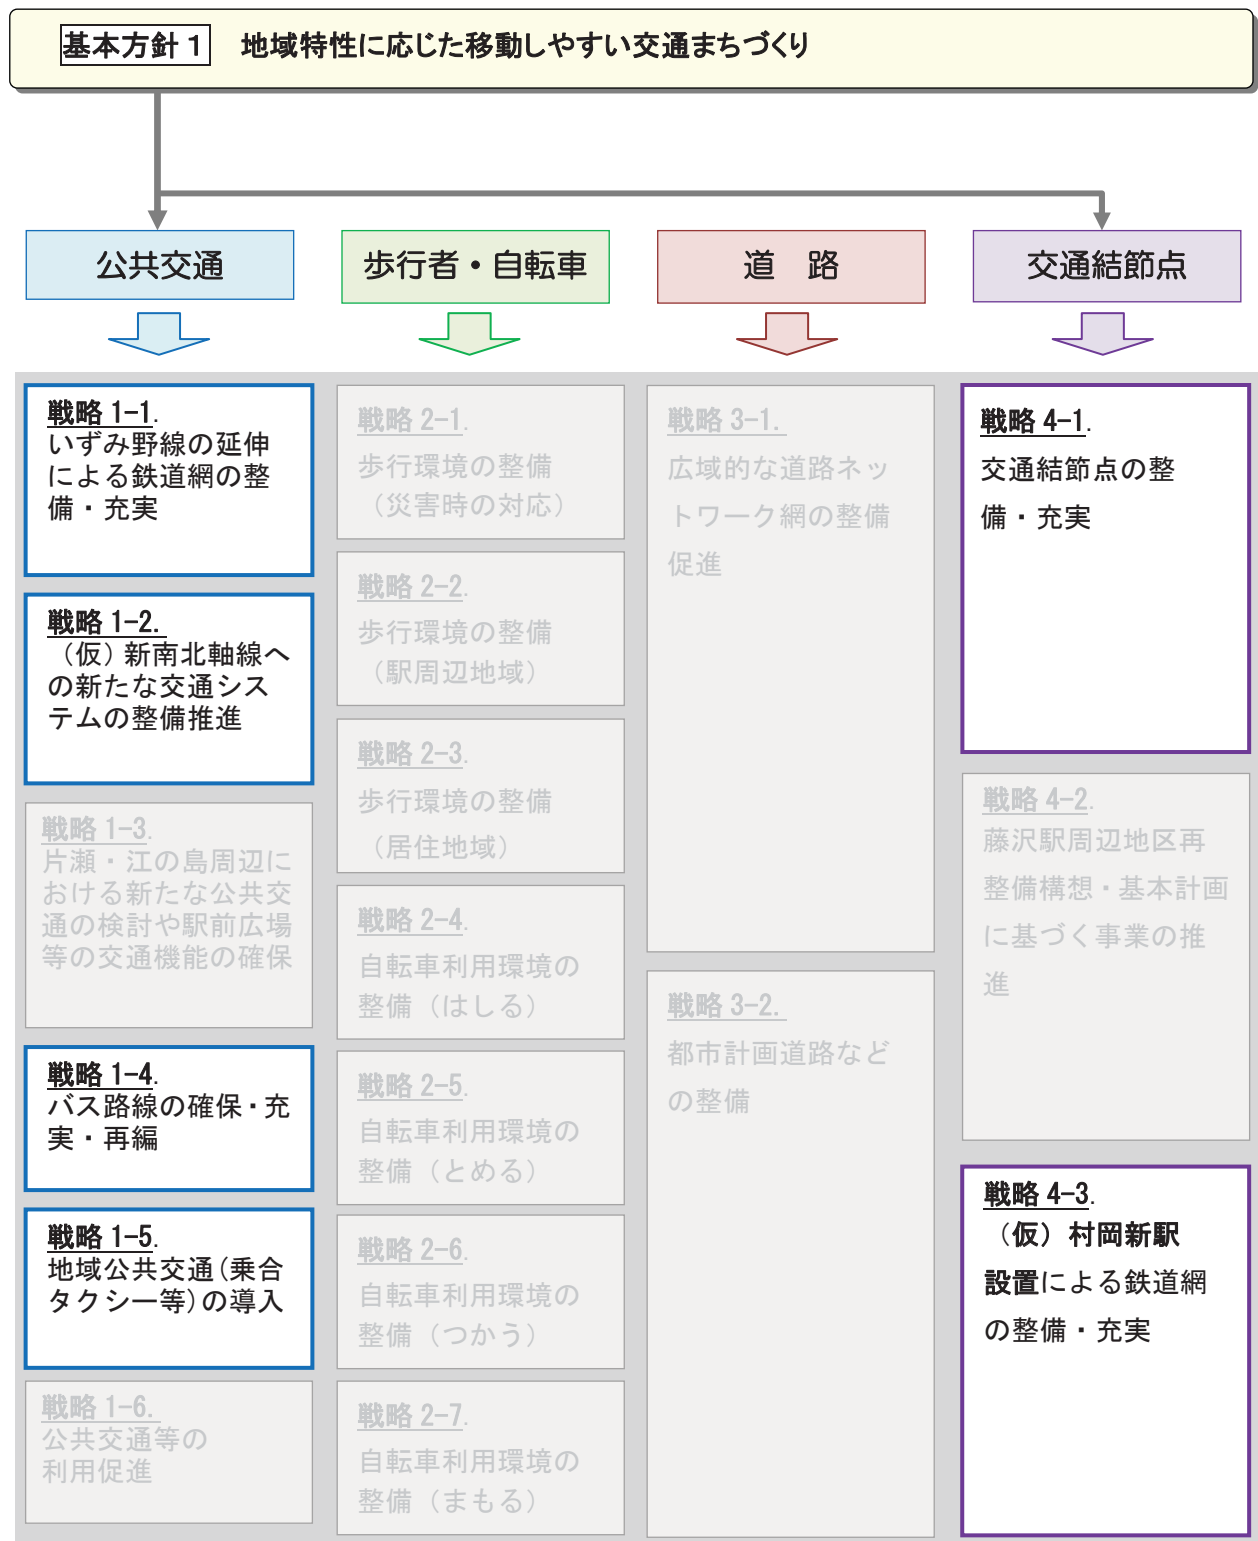 基本方針１　地域特性に応じた移動しやすい交通まちづくり
公共交通
歩行者・自転車
道　路
交通結節点
戦略 1-1.
いずみ野線の延伸
による鉄道網の整
備・充実
戦略 1-2.
（仮）新南北軸線へ
の新たな交通シス
テムの整備推進
戦略 1-3.
片瀬・江の島周辺に
おける新たな公共交
通の検討や駅前広場
等の交通機能の確保
戦略 1-4.
バス路線の確保・充
実・再編
戦略 1-5.
地域公共交通(乗合
タクシー等)の導入
戦略 1-6.
公共交通等の
利用促進
戦略 2-1.
歩行環境の整備
（災害時の対応）
戦略 2-2.
歩行環境の整備
（駅周辺地域）
戦略 2-3.
歩行環境の整備
（居住地域）
戦略 2-4.
自転車利用環境の
整備（はしる）
戦略 2-5.
自転車利用環境の
整備（とめる）
戦略 2-6.
自転車利用環境の
整備（つかう）
戦略 2-7.
自転車利用環境の
整備（まもる）
戦略 3-1.
広域的な道路ネッ
トワーク網の整備
促進
戦略 3-2.
都市計画道路など
の整備
戦略 4-1.
交通結節点の整
備・充実
戦略 4-2.
藤沢駅周辺地区再
整備構想・基本計画
に基づく事業の推
進
戦略 4-3.
（仮）村岡新駅
設置による鉄道網
の整備・充実